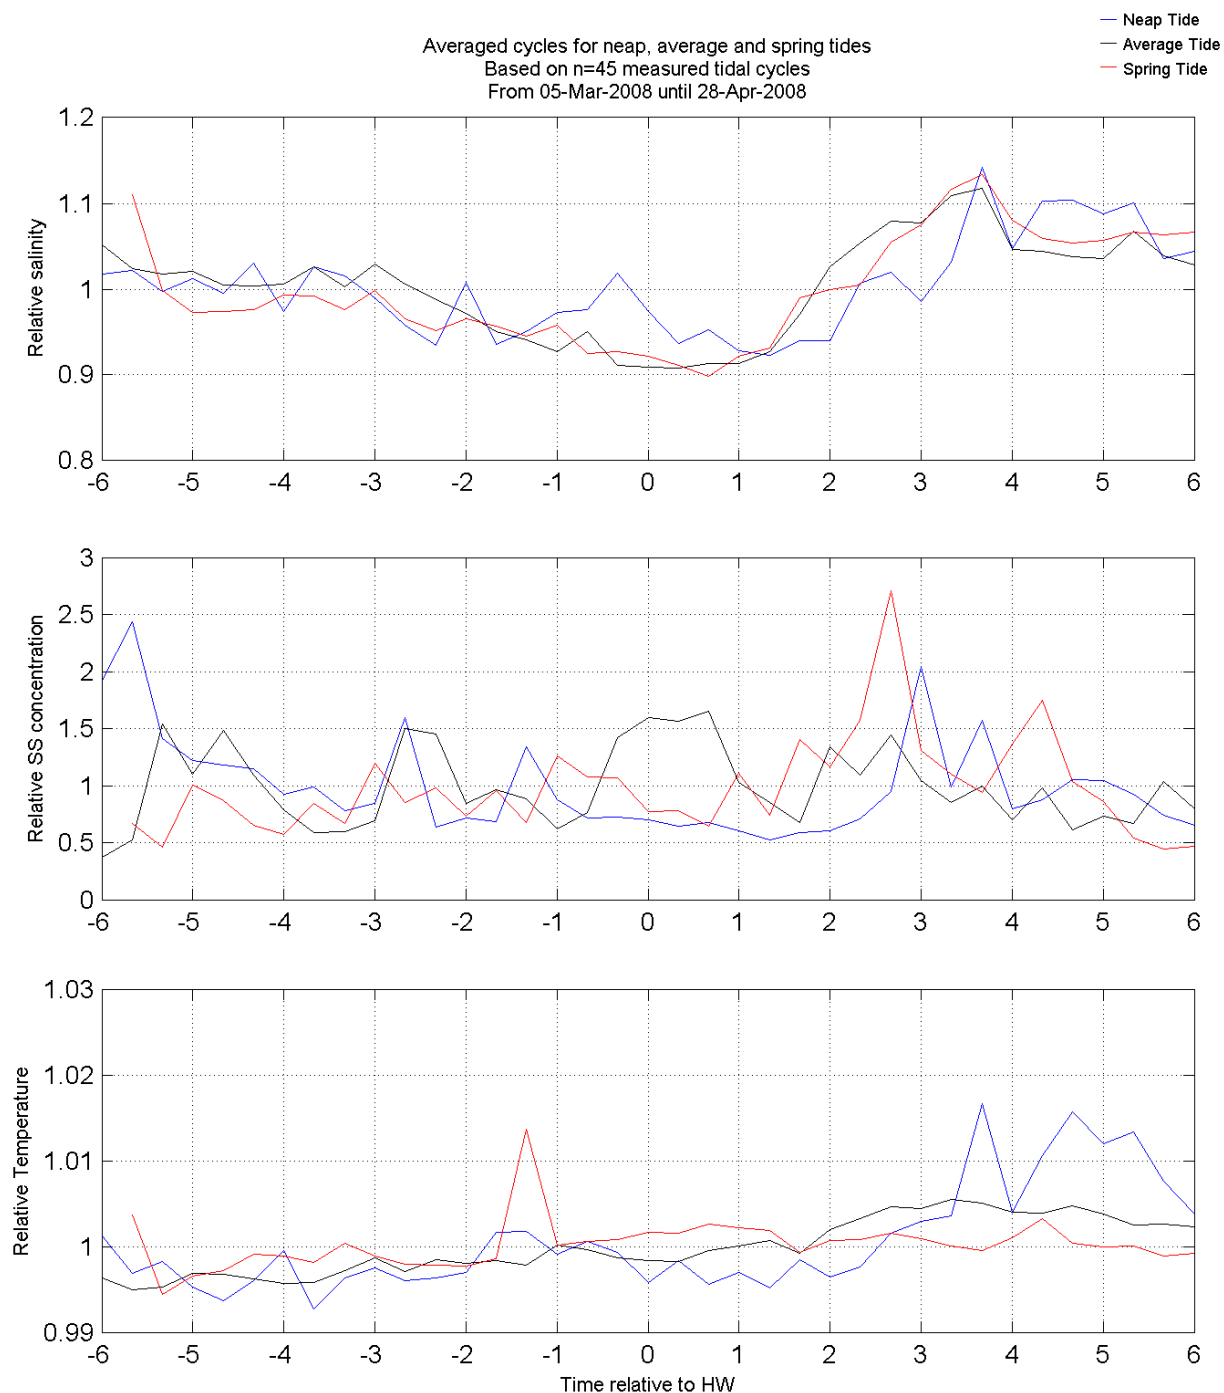 Neap Tide
Average Tide
Spring Tide
Averaged cycles for neap, average and spring tides
Based on n=45 measured tidal cycles
From 05-Mar-2008 until 28-Apr-2008
1.2
1.1
1
0.9
0.8
Relative salinity
-6 -5 -4 -3 -2 -1 0 1 2 3 4 5 6
3
2.5
2
1.5
1
0.5
0
Relative SS concentration
-6 -5 -4 -3 -2 -1 0 1 2 3 4 5 6
1.03
1.02
1.01
1
0.99
Relative Temperature
-6 -5 -4 -3 -2 -1 0 1 2 3 4 5 6
Time relative to HW